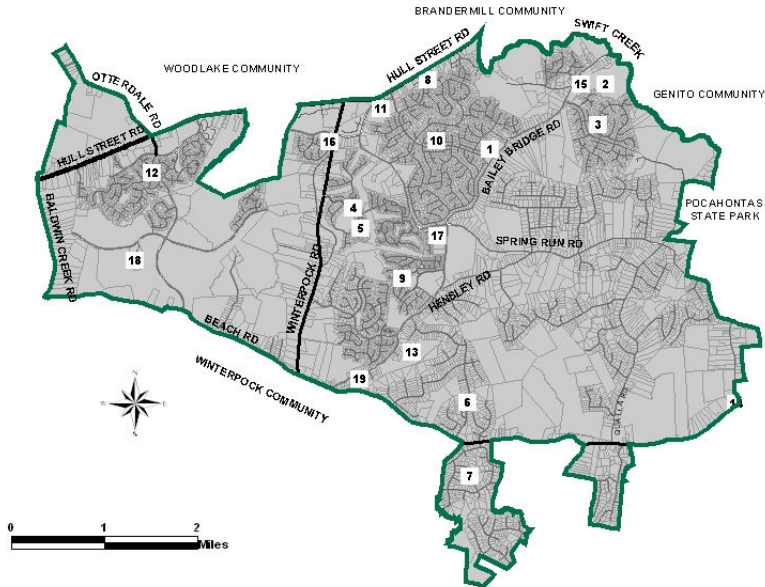 BRANDERMILL COMMUNITY
SWIFT CREEK
HULL STREET RD
WOODLAKE COMMUNITY
OTTERDALE RD
8
15 2
GENITO COMMUNITY
11
3
HULL STREET RD
16
10
1
BAILEY BRIDGE RD
12
BALDWIN CREEK RD
4
POCAHONTAS
STATE PARK
5
17
SPRING RUN RD
18
WINTERPOCK RD
9
HENSLEY RD
BEACH RD
13
WINTERPOCK COMMUNITY
19
6
QUALLA RD
N
W E
S
7
0 1 2
Miles